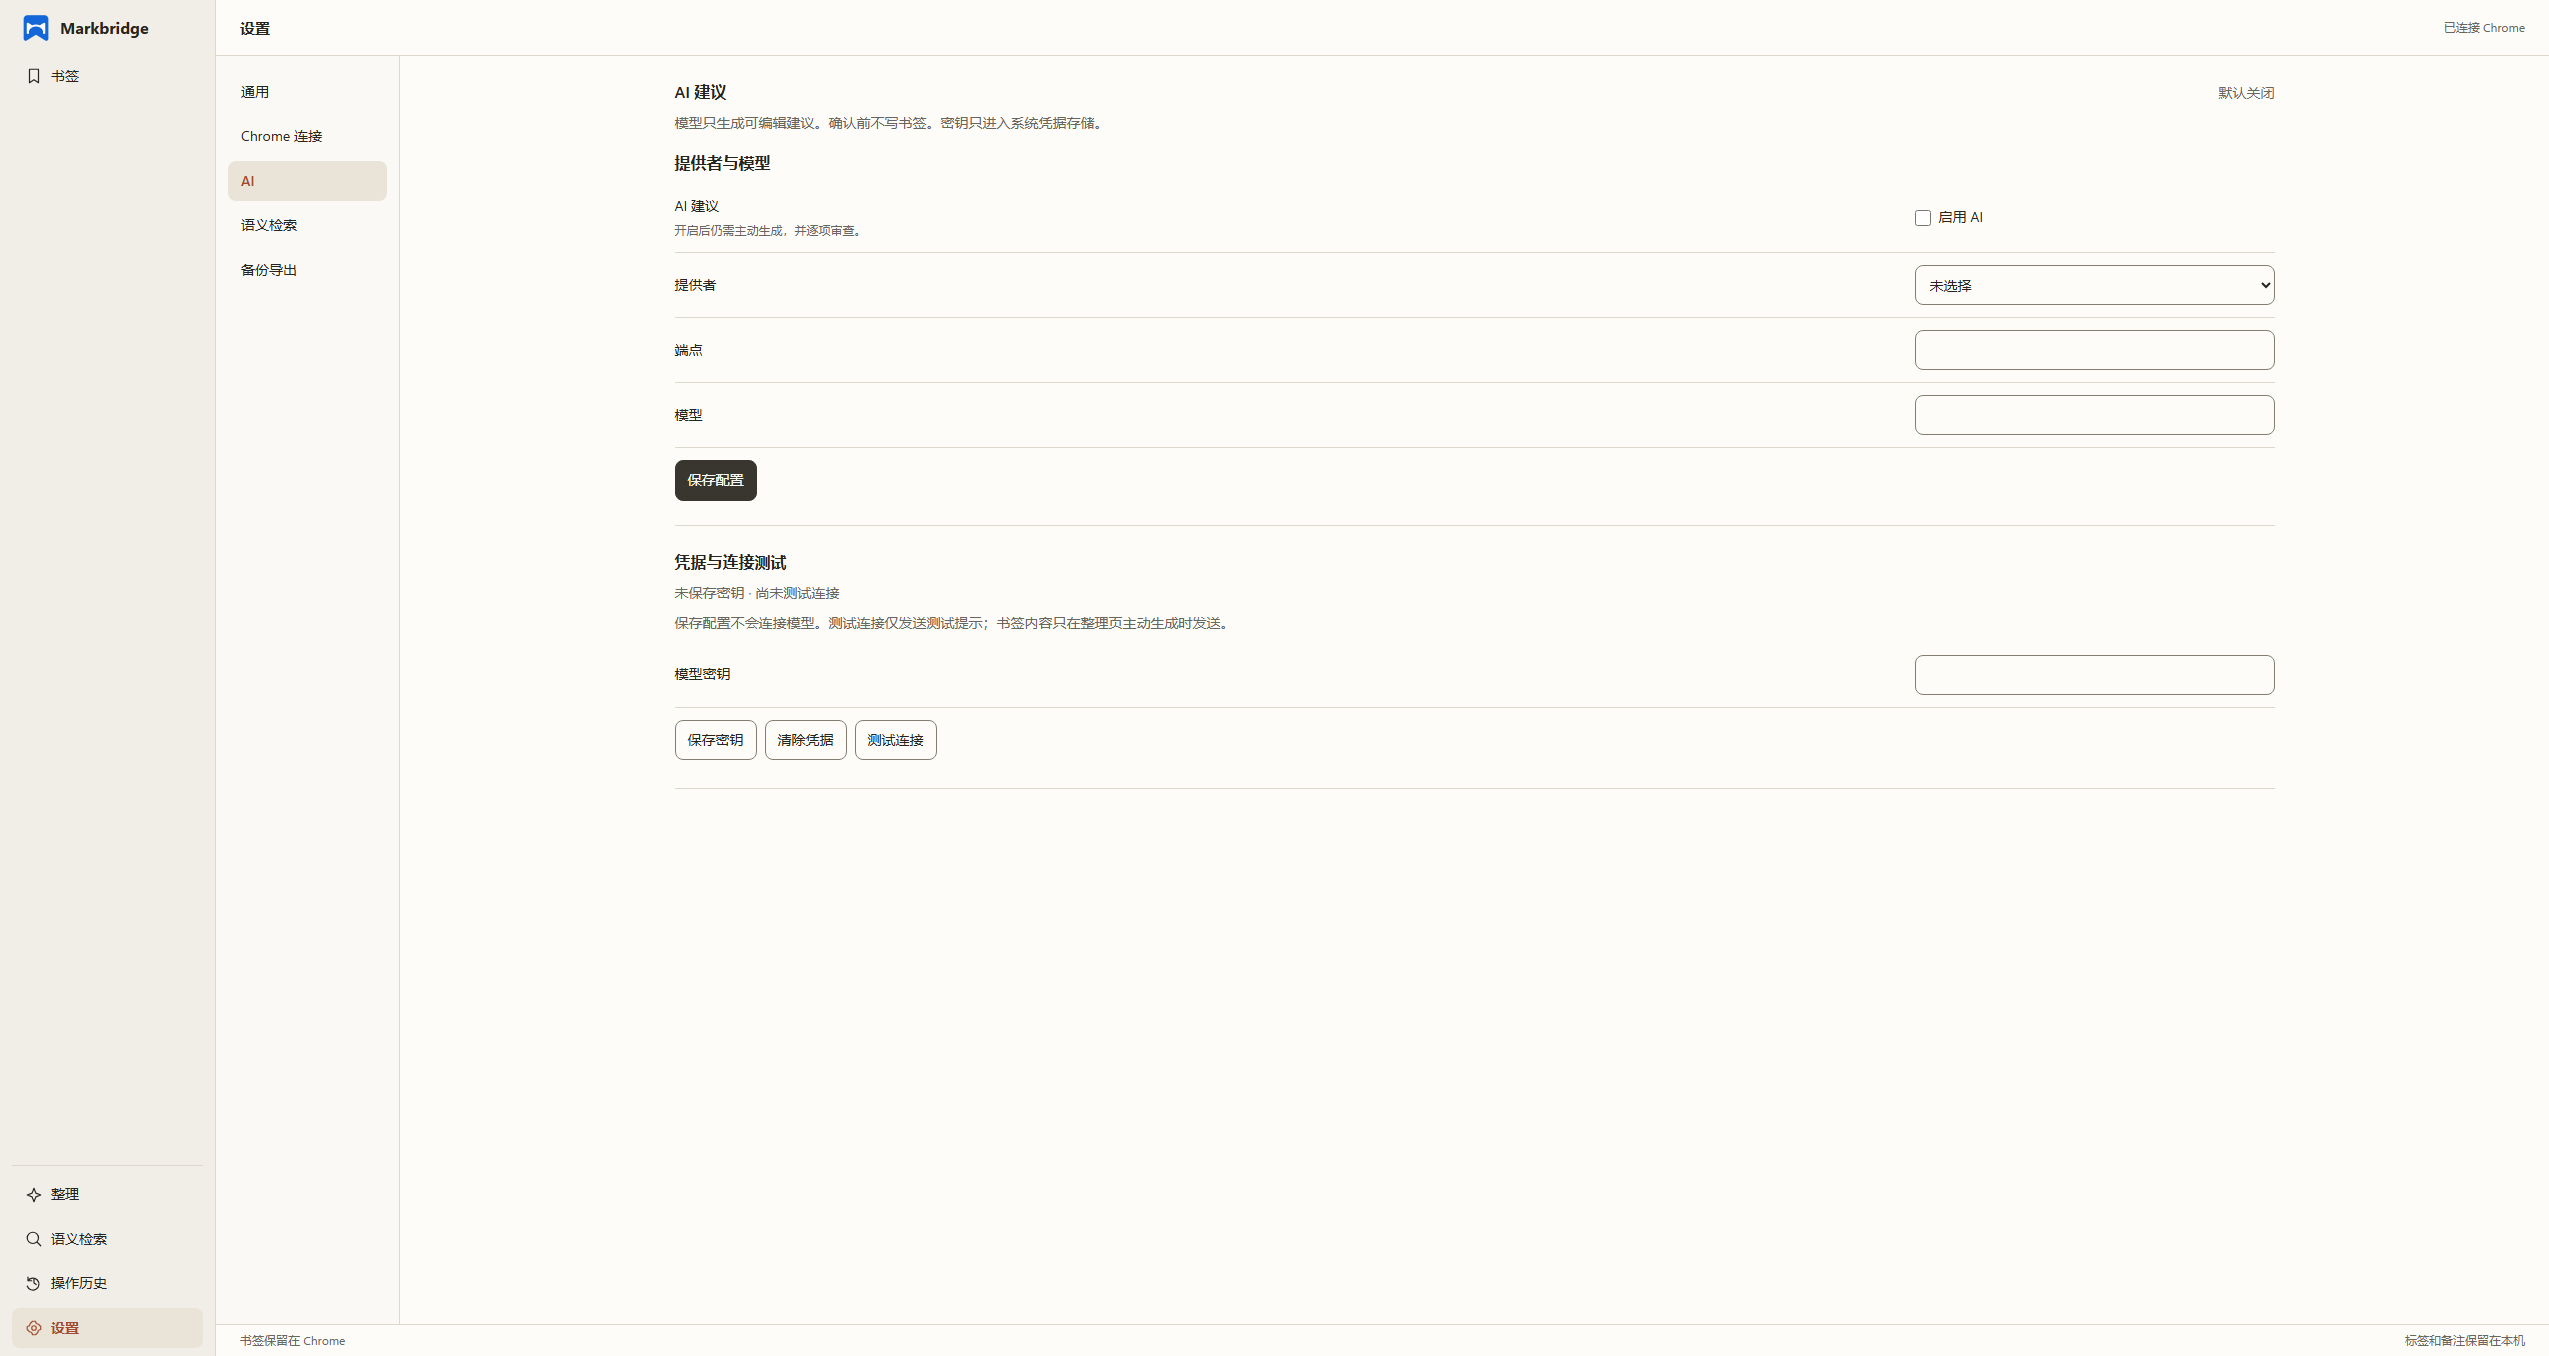 Markbridge
书签
整理
语义检索
操作历史
设置
设置
已连接 Chrome
通用
Chrome 连接
AI
语义检索
备份导出
AI 建议
默认关闭
模型只生成可编辑建议。确认前不写书签。密钥只进入系统凭据存储。
提供者与模型
AI 建议
开启后仍需主动生成，并逐项审查。
启用 AI
提供者
未选择
端点
模型
保存配置
凭据与连接测试
未保存密钥 · 尚未测试连接
保存配置不会连接模型。测试连接仅发送测试提示；书签内容只在整理页主动生成时发送。
模型密钥
保存密钥
清除凭据
测试连接
书签保留在 Chrome
标签和备注保留在本机